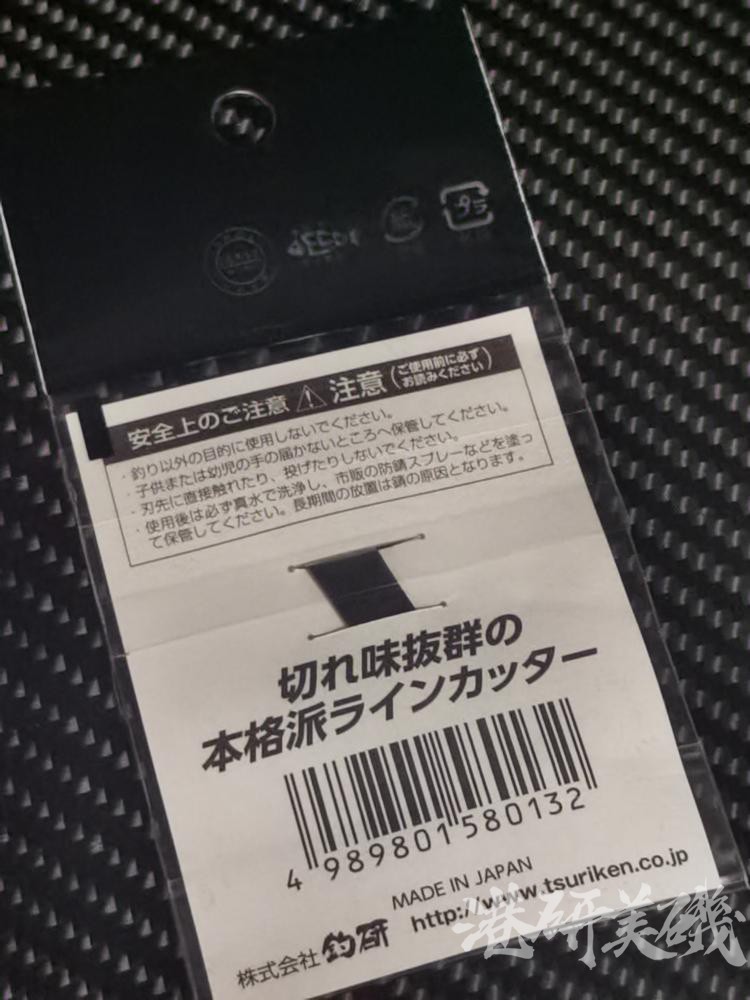 プラ
安全上のご注意 ⚠ 注意 (ご使用前に必ず
お読みください)
・釣り以外の目的に使用しないでください。
・子供または幼児の手の届かないところへ保管してください。
・刃先に直接触れたり、投げたりしないでください。
・使用後は必ず真水で洗浄し、市販の防錆スプレーなどを塗っ
て保管してください。長期間の放置は錆の原因となります。
切れ味抜群の
本格派ラインカッター
4 989801 580132
MADE IN JAPAN
株式会社 釣研 http://www.tsuriken.co.jp
港研美磯